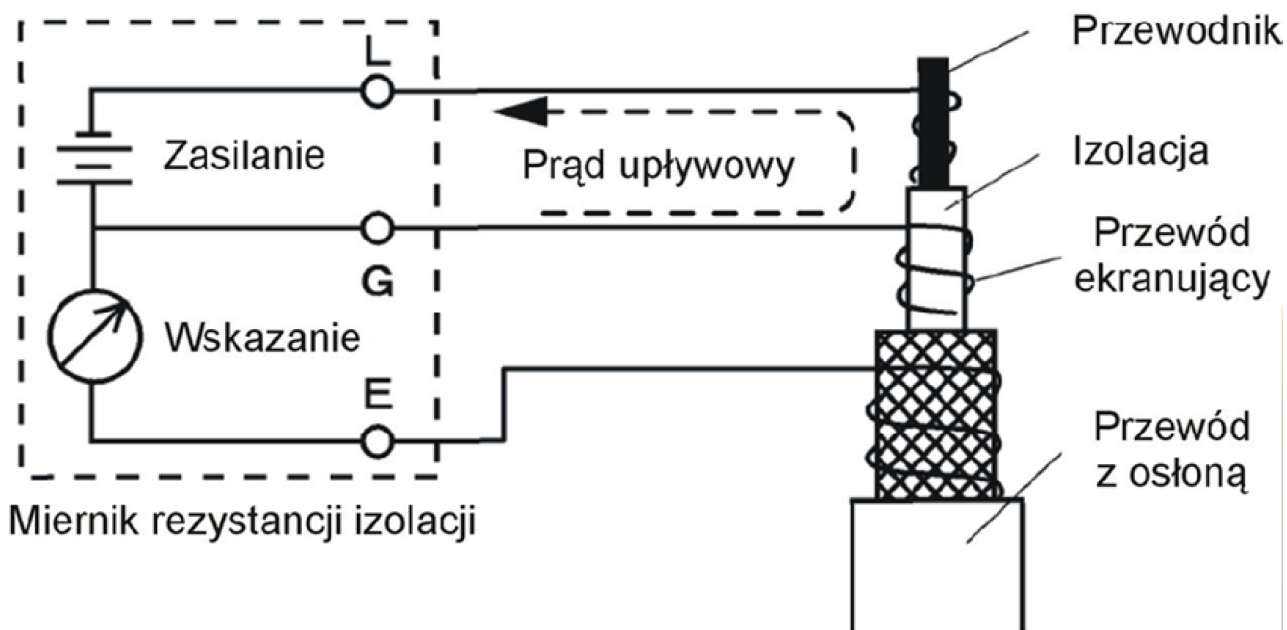 L
Przewodnik
Zasilanie
Prąd upływowy
Izolacja
G
Przewód
ekranujący
Wskazanie
E
Przewód
z osłoną
Miernik rezystancji izolacji